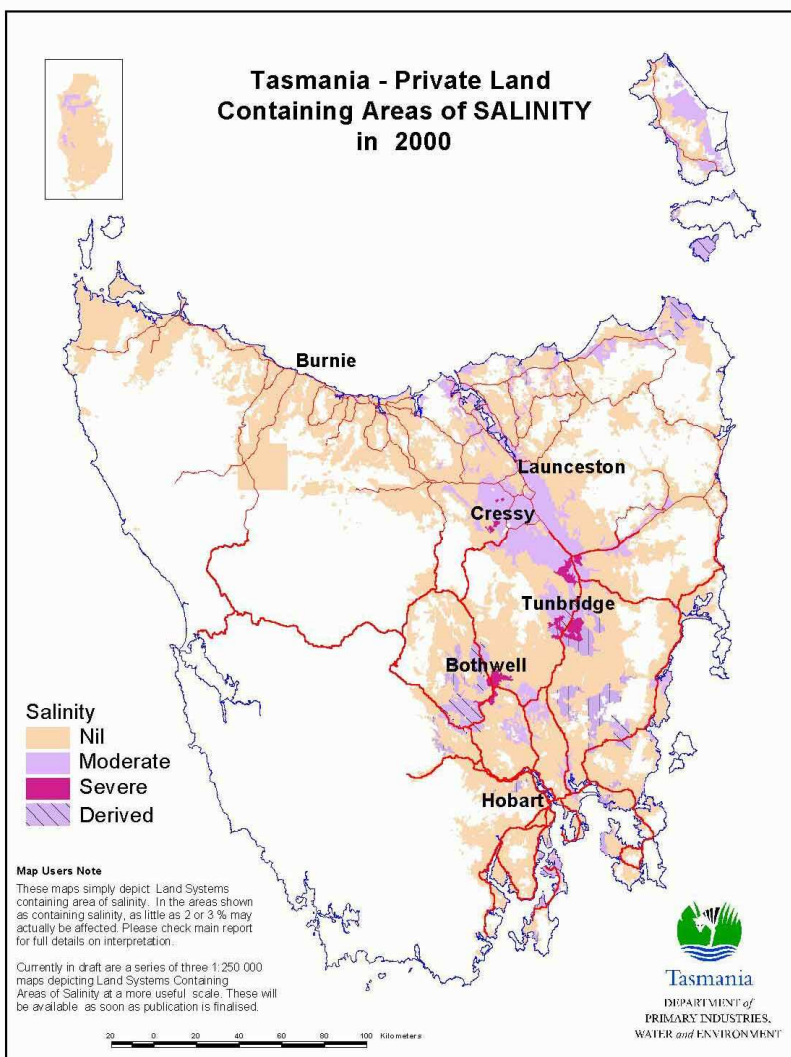 Tasmania - Private Land
Containing Areas of SALINITY
in 2000
Burnie
Launceston
Cressy
Tunbridge
Bothwell
Hobart
Salinity
Nil
Moderate
Severe
Derived
Map Users Note
These maps simply depict Land Systems
containing area of salinity. In the areas shown
as containing salinity, as little as 2 or 3 % may
actually be affected. Please check main report
for full details on interpretation.
Currently in draft are a series of three 1:250 000
maps depicting Land Systems Containing
Areas of Salinity at a more useful scale. These will
be available as soon as publication is finalised.
20 0 20 40 60 80 100 Kilometers
Tasmania
DEPARTMENT of
PRIMARY INDUSTRIES,
WATER and ENVIRONMENT